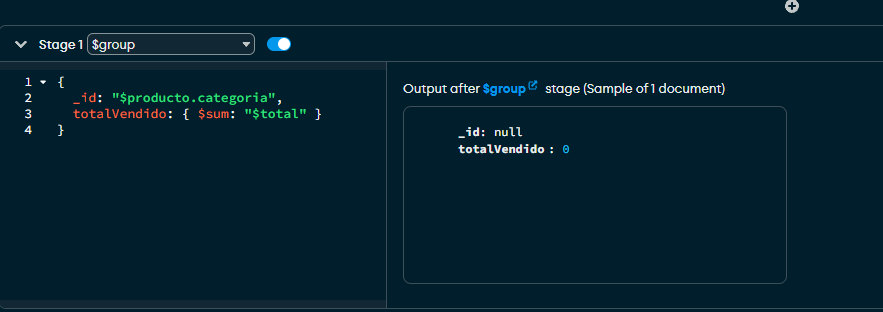 Stage 1 $group
1 {
2 _id: "$producto.categoria",
3 totalVendido: { $sum: "$total" }
4 }
Output after $group stage (Sample of 1 document)
_id: null
totalVendido : 0